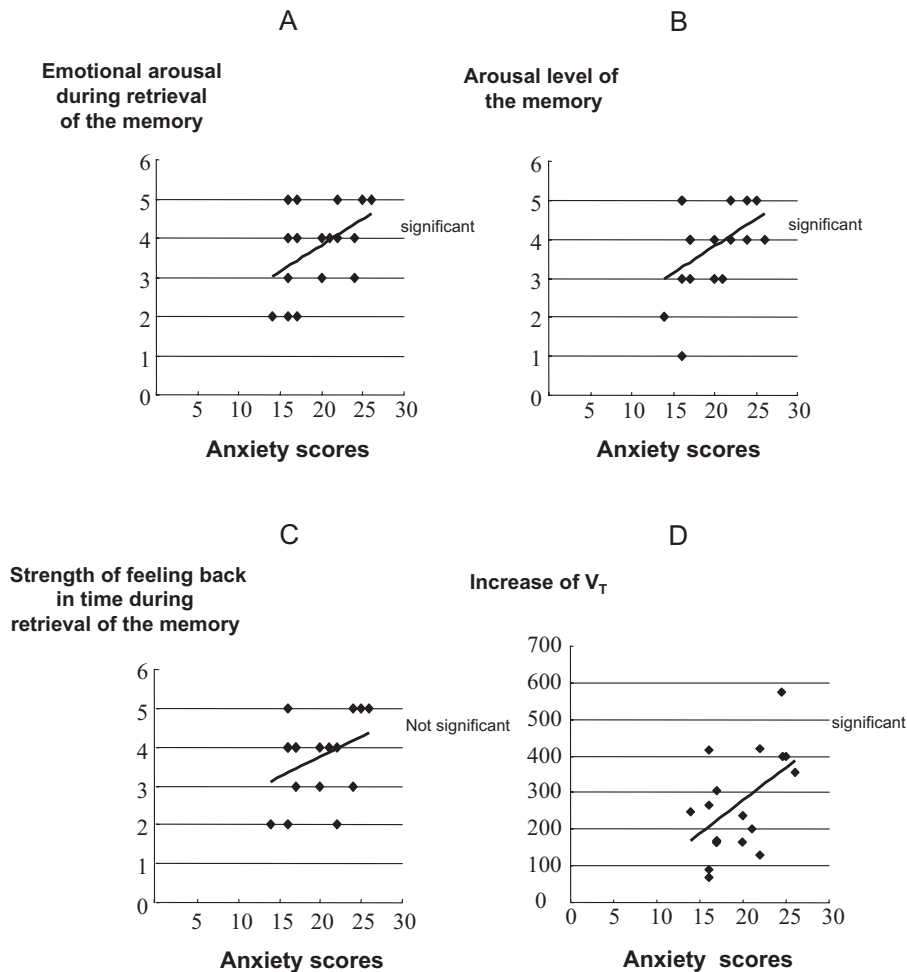 A
Emotional arousal
during retrieval
of the memory
6
5
4
3
2
1
0
significant
5 10 15 20 25 30
Anxiety scores
B
Arousal level of
the memory
6
5
4
3
2
1
0
significant
5 10 15 20 25 30
Anxiety scores
C
Strength of feeling back
in time during
retrieval of the memory
6
5
4
3
2
1
0
Not significant
5 10 15 20 25 30
Anxiety scores
D
Increase of VT
700
600
500
400
300
200
100
0
significant
0 5 10 15 20 25 30
Anxiety scores